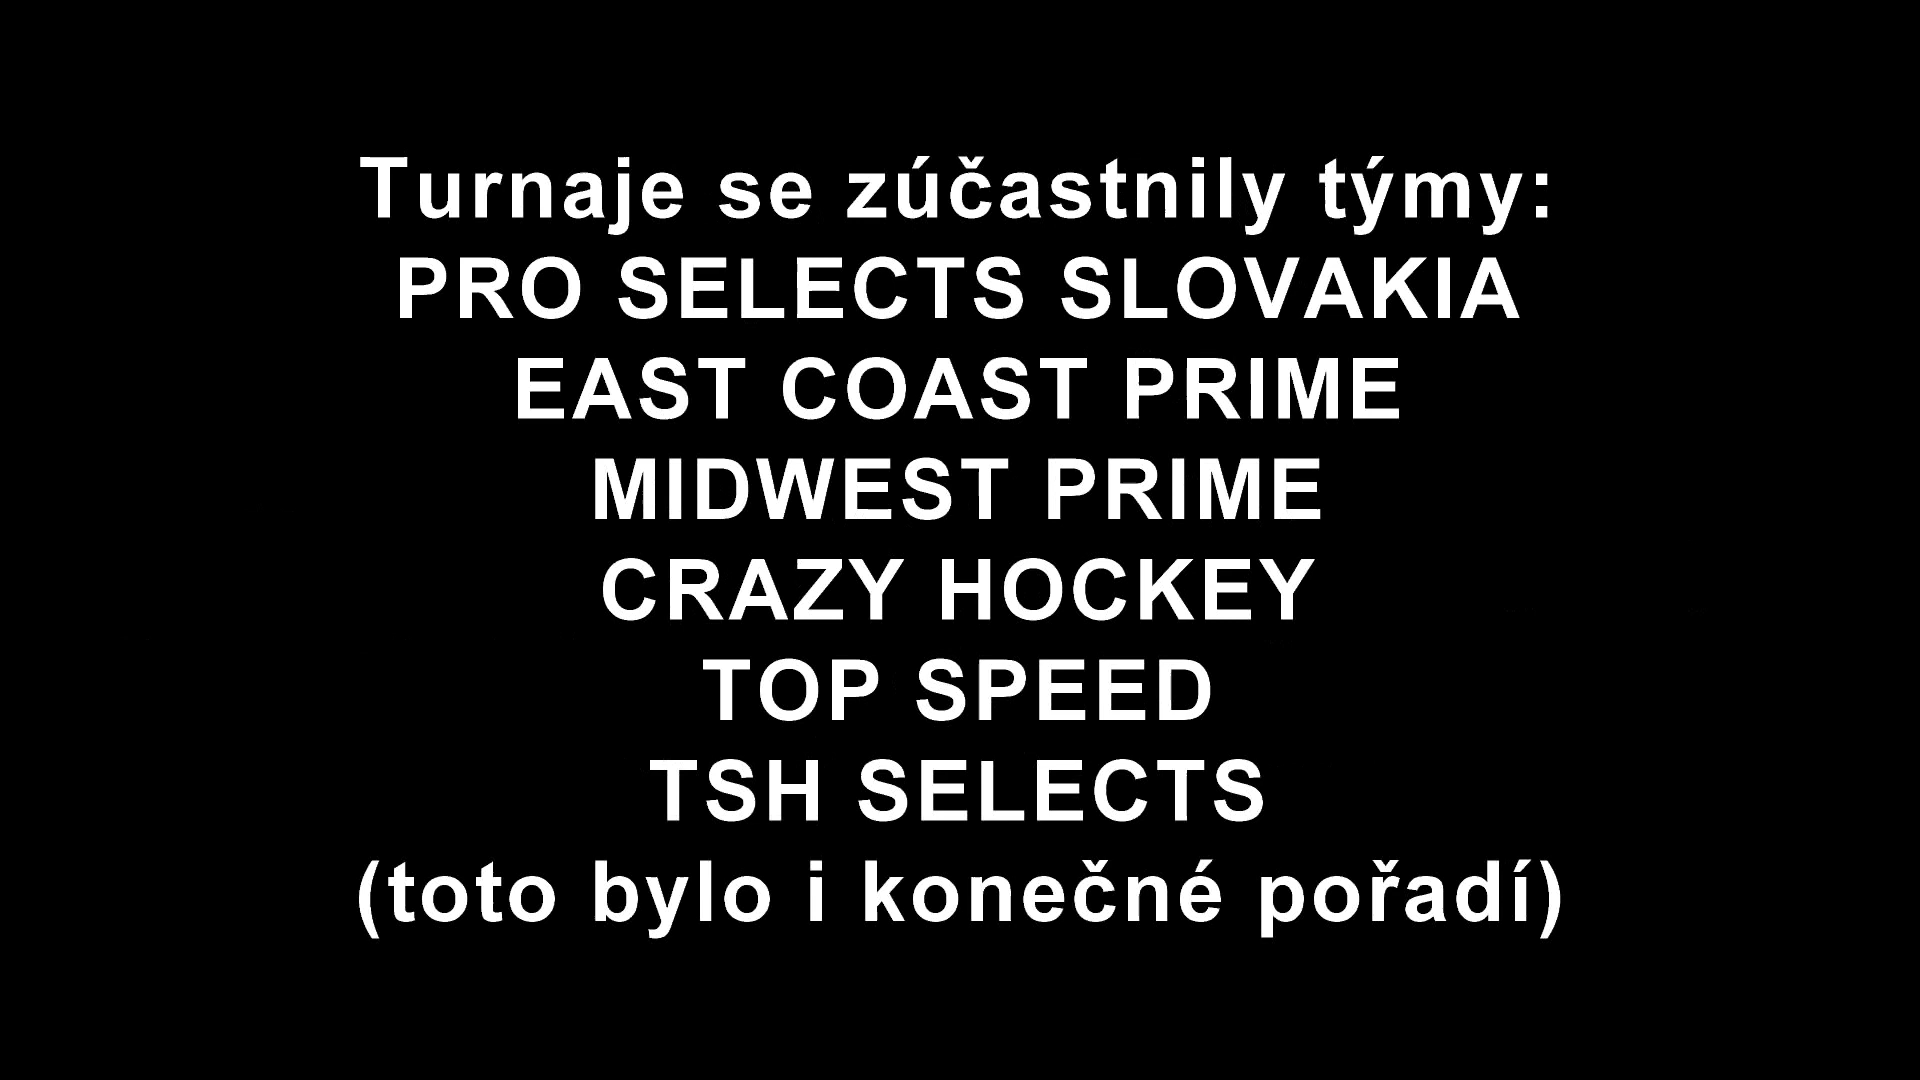 Turnaje se zúčastnily týmy:
PRO SELECTS SLOVAKIA
EAST COAST PRIME
MIDWEST PRIME
CRAZY HOCKEY
TOP SPEED
TSH SELECTS
(toto bylo i konečné pořadí)